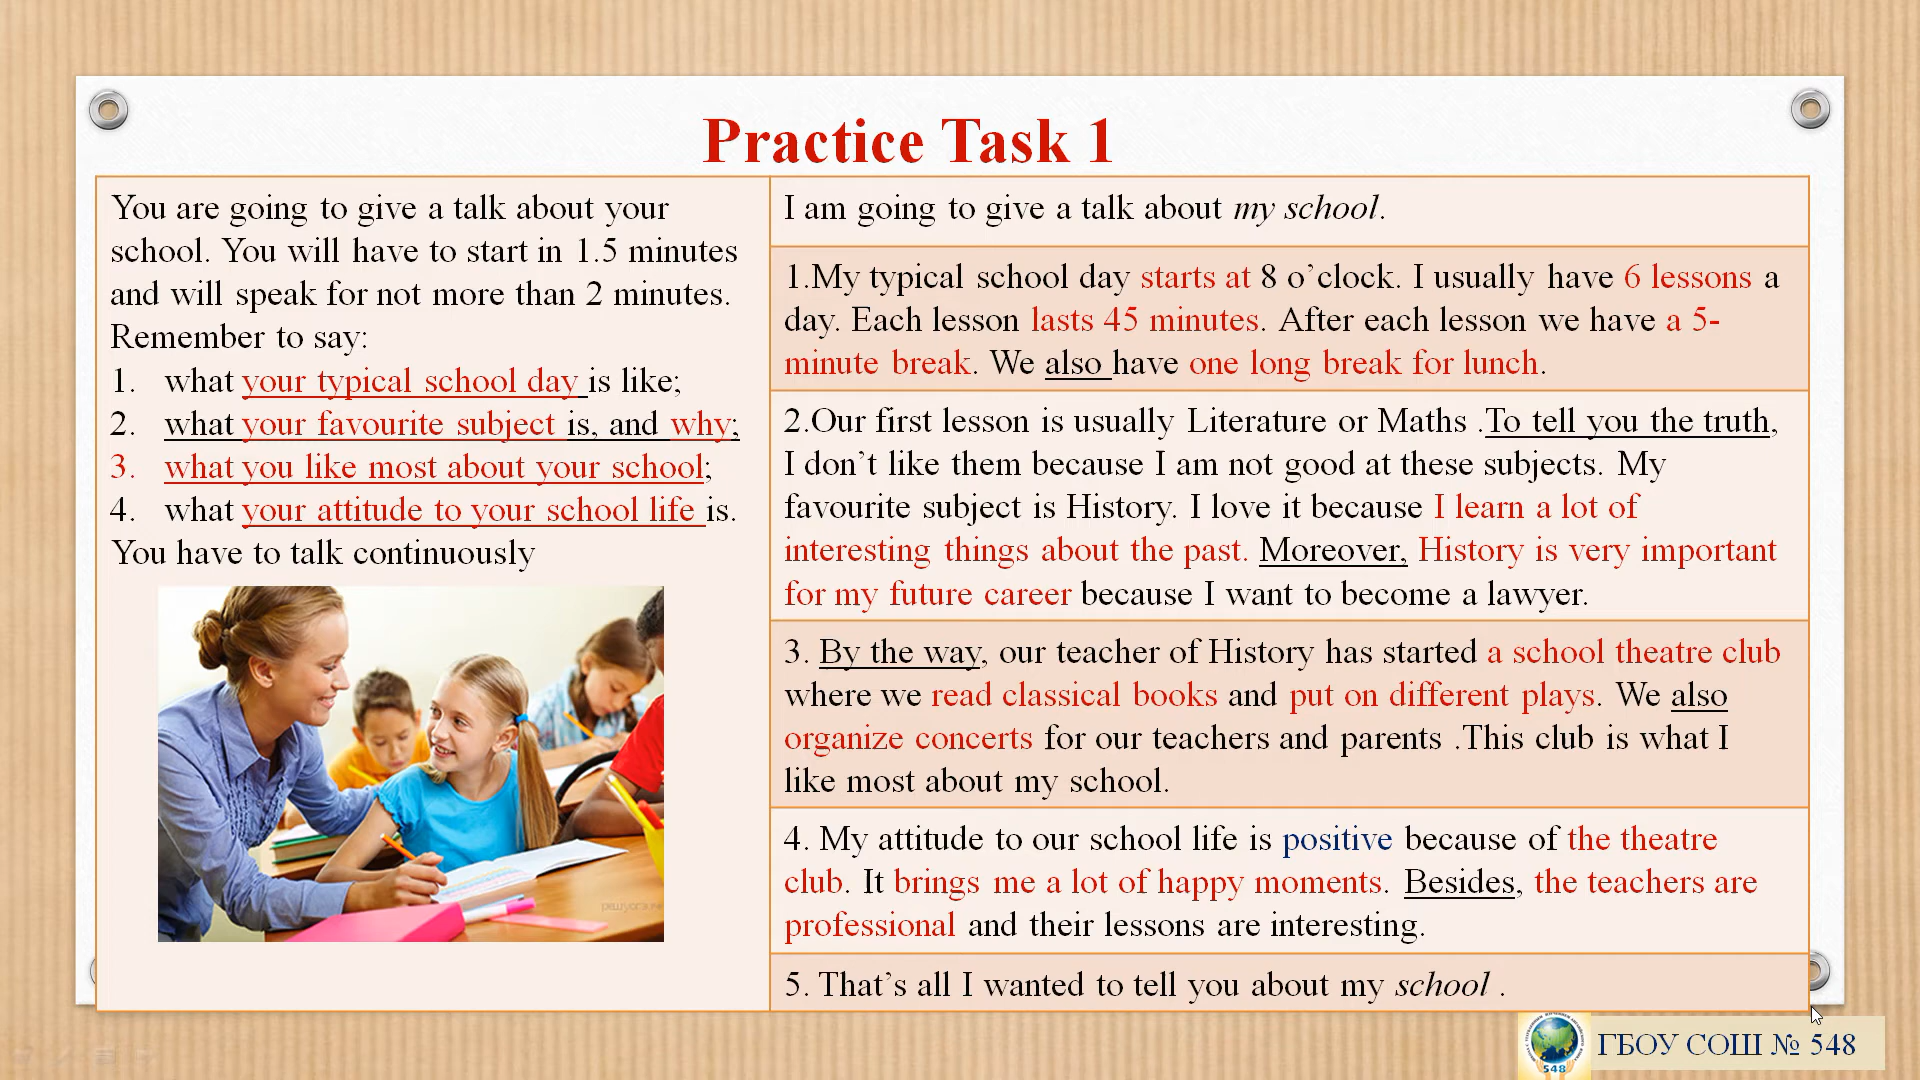 Practice Task 1
You are going to give a talk about your
school. You will have to start in 1.5 minutes
and will speak for not more than 2 minutes.
Remember to say:
1. what your typical school day is like;
2. what your favourite subject is, and why;
3. what you like most about your school;
4. what your attitude to your school life is.
You have to talk continuously
I am going to give a talk about my school.
1.My typical school day starts at 8 o’clock. I usually have 6 lessons a
day. Each lesson lasts 45 minutes. After each lesson we have a 5-
minute break. We also have one long break for lunch.
2.Our first lesson is usually Literature or Maths .To tell you the truth,
I don’t like them because I am not good at these subjects. My
favourite subject is History. I love it because I learn a lot of
interesting things about the past. Moreover, History is very important
for my future career because I want to become a lawyer.
3. By the way, our teacher of History has started a school theatre club
where we read classical books and put on different plays. We also
organize concerts for our teachers and parents .This club is what I
like most about my school.
4. My attitude to our school life is positive because of the theatre
club. It brings me a lot of happy moments. Besides, the teachers are
professional and their lessons are interesting.
5. That’s all I wanted to tell you about my school .
548
ГБОУ СОШ № 548